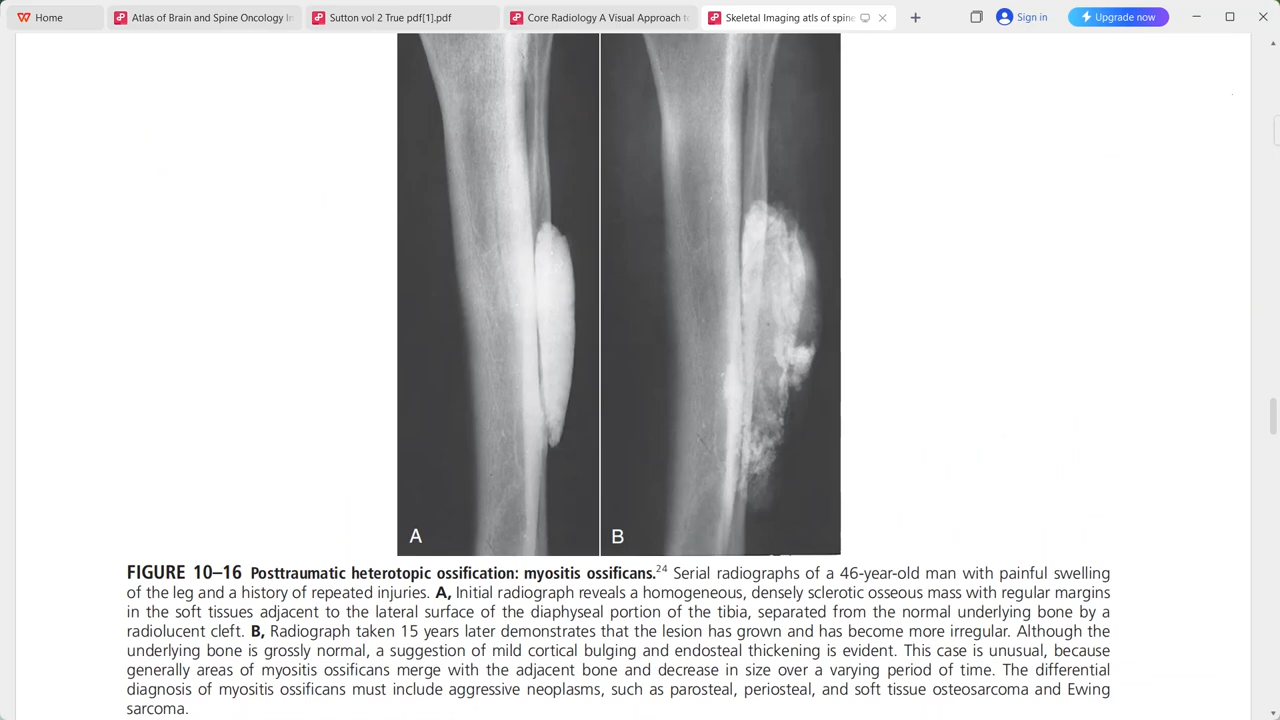 Home
Atlas of Brain and Spine Oncology I
Sutton vol 2 True pdf[1].pdf
Core Radiology A Visual Approach t
Skeletal Imaging atls of spine
Sign in
Upgrade now
A
B
FIGURE 10–16 Posttraumatic heterotopic ossification: myositis ossificans.24 Serial radiographs of a 46-year-old man with painful swelling
of the leg and a history of repeated injuries. A, Initial radiograph reveals a homogeneous, densely sclerotic osseous mass with regular margins
in the soft tissues adjacent to the lateral surface of the diaphyseal portion of the tibia, separated from the normal underlying bone by a
radiolucent cleft. B, Radiograph taken 15 years later demonstrates that the lesion has grown and has become more irregular. Although the
underlying bone is grossly normal, a suggestion of mild cortical bulging and endosteal thickening is evident. This case is unusual, because
generally areas of myositis ossificans merge with the adjacent bone and decrease in size over a varying period of time. The differential
diagnosis of myositis ossificans must include aggressive neoplasms, such as parosteal, periosteal, and soft tissue osteosarcoma and Ewing
sarcoma.